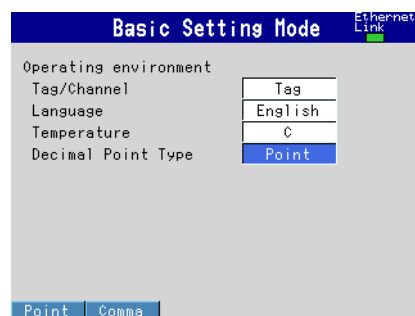 Basic Setting Mode
Ethernet
Link
Operating environment
Tag/Channel Tag
Language English
Temperature C
Decimal Point Type Point
Point Comma